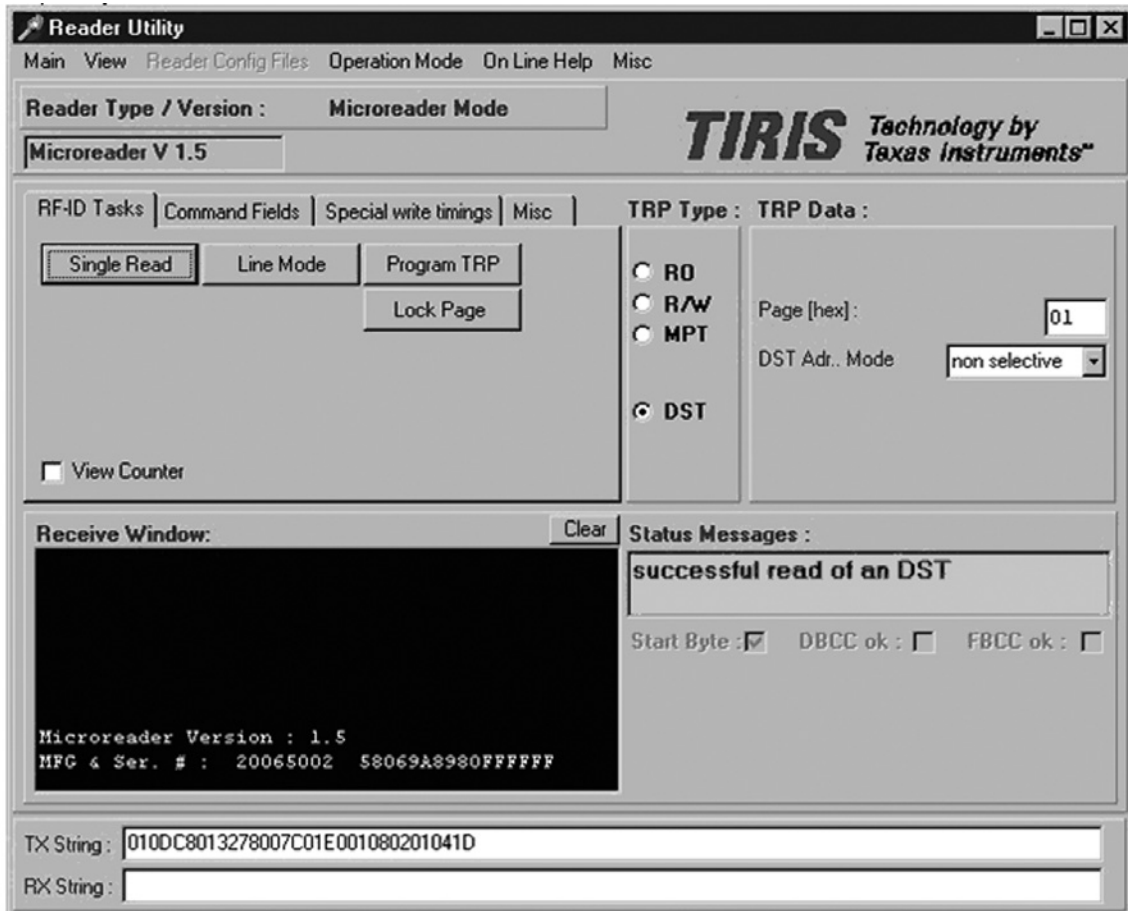 Reader Utility
Main View Reader Config Files Operation Mode On Line Help Misc
Reader Type / Version : Microreader Mode
Microreader V 1.5
TIRIS Technology by
Texas Instruments™
RF-ID Tasks Command Fields Special write timings Misc
Single Read Line Mode Program TRP
Lock Page
View Counter
TRP Type :
RO
R/W
MPT
DST
TRP Data :
Page [hex] : 01
DST Adr.. Mode non selective
Receive Window: Clear
Microreader Version : 1.5
MFG & Ser. # : 20065002 58069A8980FFFFFF
Status Messages :
successful read of an DST
Start Byte : DBCC ok : FBCC ok :
TX String : 010DC8013278007C01E001080201041D
RX String :